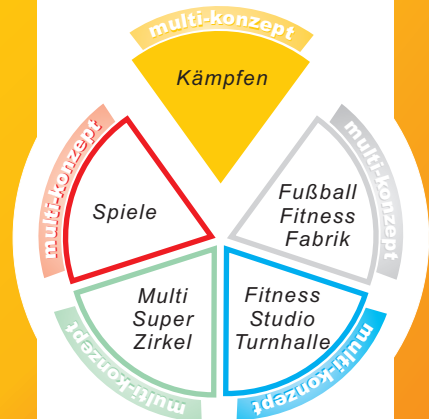 multi-konzept
Kämpfen
multi-konzept
Spiele
multi-konzept
Fußball
Fitness
Fabrik
multi-konzept
Multi
Super
Zirkel
multi-konzept
Fitness
Studio
Turnhalle